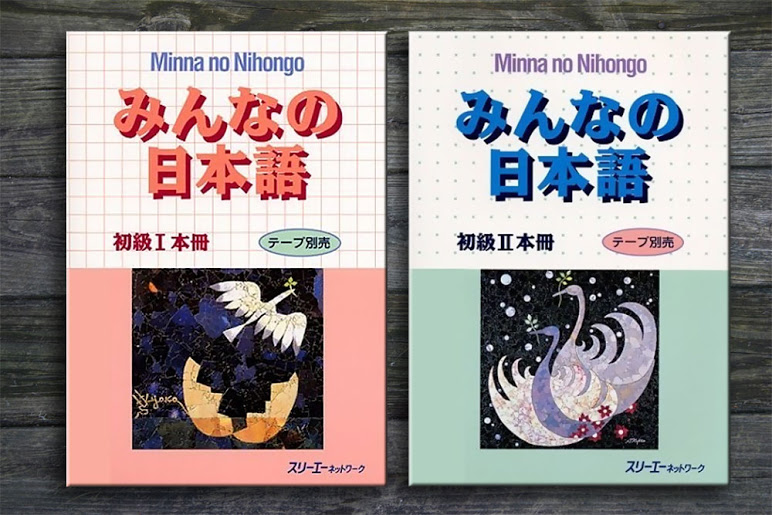 Minna no Nihongo
みんなの
日本語
初級Ⅰ本冊
テープ別売
スリーエーネットワーク
Minna no Nihongo
みんなの
日本語
初級Ⅱ本冊
テープ別売
スリーエーネットワーク